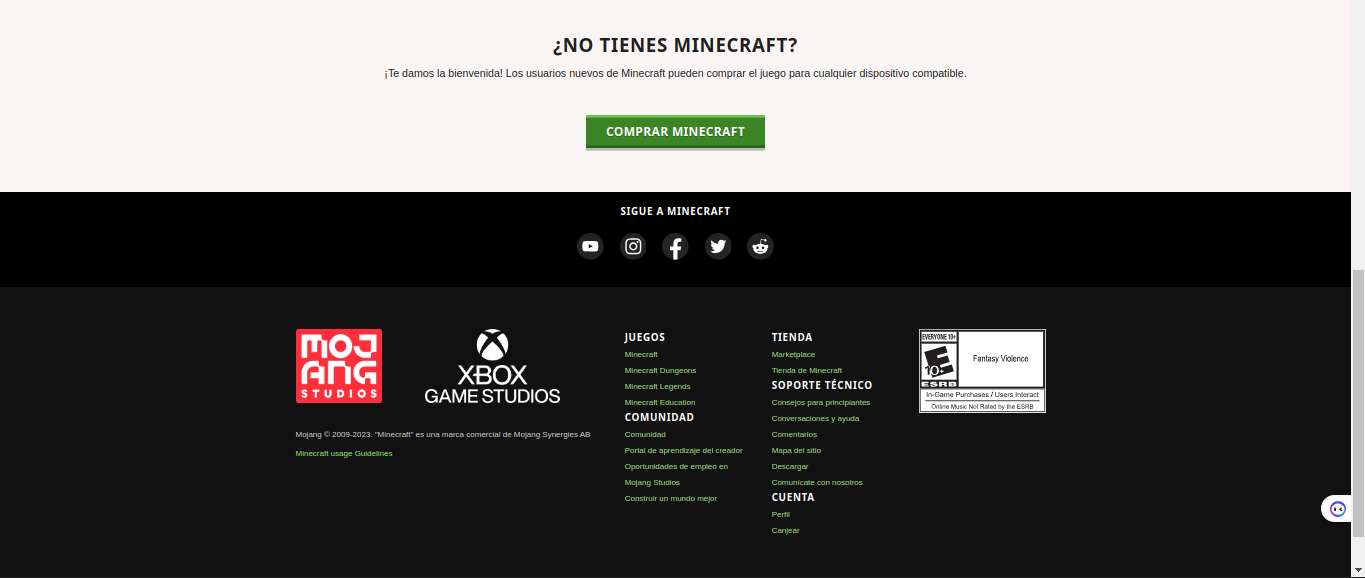 ¿NO TIENES MINECRAFT?
¡Te damos la bienvenida! Los usuarios nuevos de Minecraft pueden comprar el juego para cualquier dispositivo compatible.
COMPRAR MINECRAFT
SIGUE A MINECRAFT
MOJANG
STUDIOS
XBOX
GAME STUDIOS
Mojang © 2009-2023. "Minecraft" es una marca comercial de Mojang Synergies AB
Minecraft usage Guidelines
JUEGOS
Minecraft
Minecraft Dungeons
Minecraft Legends
Minecraft Education
COMUNIDAD
Comunidad
Portal de aprendizaje del creador
Oportunidades de empleo en
Mojang Studios
Construir un mundo mejor
TIENDA
Marketplace
Tienda de Minecraft
SOPORTE TÉCNICO
Consejos para principiantes
Conversaciones y ayuda
Comentarios
Mapa del sitio
Descargar
Comunícate con nosotros
CUENTA
Perfil
Canjear
EVERYONE 10+
E
10+
ESRB
Fantasy Violence
In-Game Purchases / Users Interact
Online Music Not Rated by the ESRB